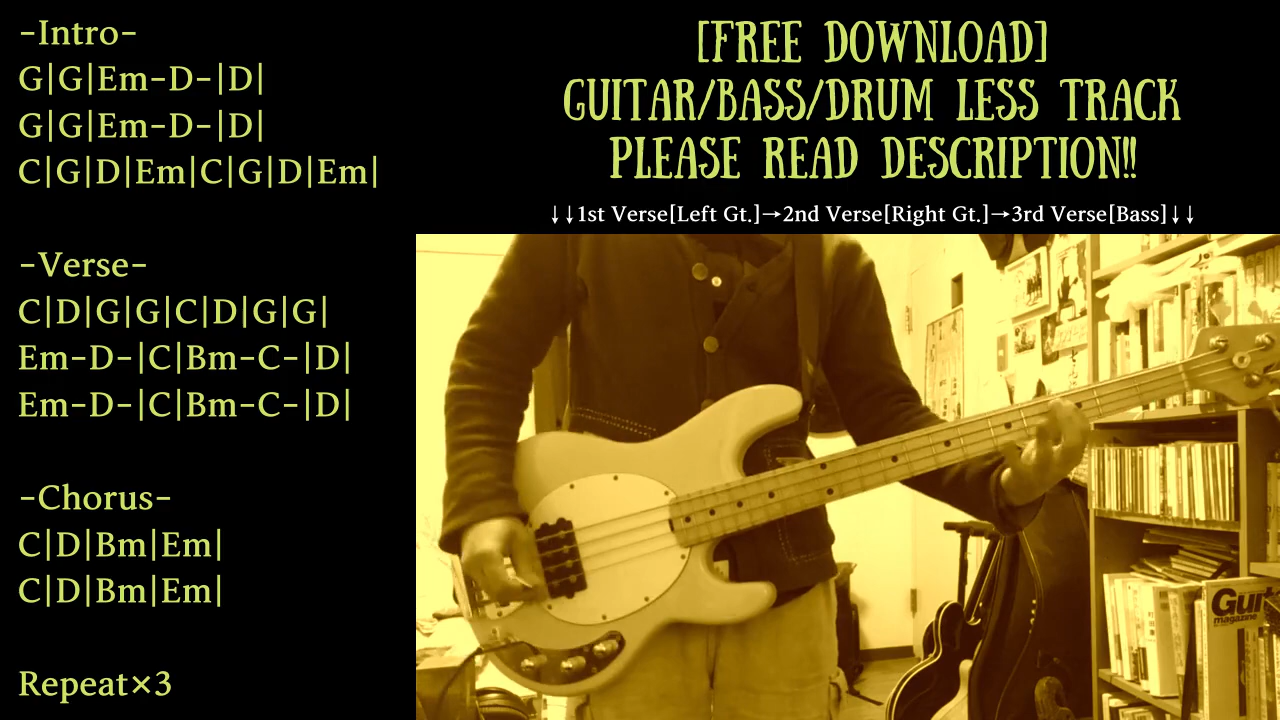 -Intro-
G|G|Em-D-|D|
G|G|Em-D-|D|
C|G|D|Em|C|G|D|Em|
-Verse-
C|D|G|G|C|D|G|G|
Em-D-|C|Bm-C-|D|
Em-D-|C|Bm-C-|D|
-Chorus-
C|D|Bm|Em|
C|D|Bm|Em|
Repeat×3
[FREE DOWNLOAD]
GUITAR/BASS/DRUM LESS TRACK
PLEASE READ DESCRIPTION!!
↓↓1st Verse[Left Gt.]→2nd Verse[Right Gt.]→3rd Verse[Bass]↓↓
magazine